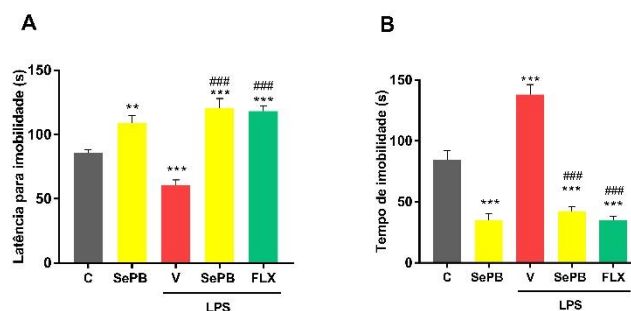 A
Latência para imobilidade (s)
150
100
50
0
**
***
###
***
###
***
C SePB V SePB FLX
LPS
B
Tempo de imobilidade (s)
150
100
50
0
***
***
###
***
###
***
C SePB V SePB FLX
LPS